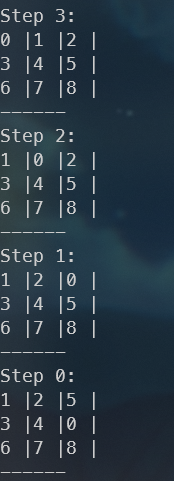 Step 3:
0 |1 |2 |
3 |4 |5 |
6 |7 |8 |
------
Step 2:
1 |0 |2 |
3 |4 |5 |
6 |7 |8 |
------
Step 1:
1 |2 |0 |
3 |4 |5 |
6 |7 |8 |
------
Step 0:
1 |2 |5 |
3 |4 |0 |
6 |7 |8 |
------